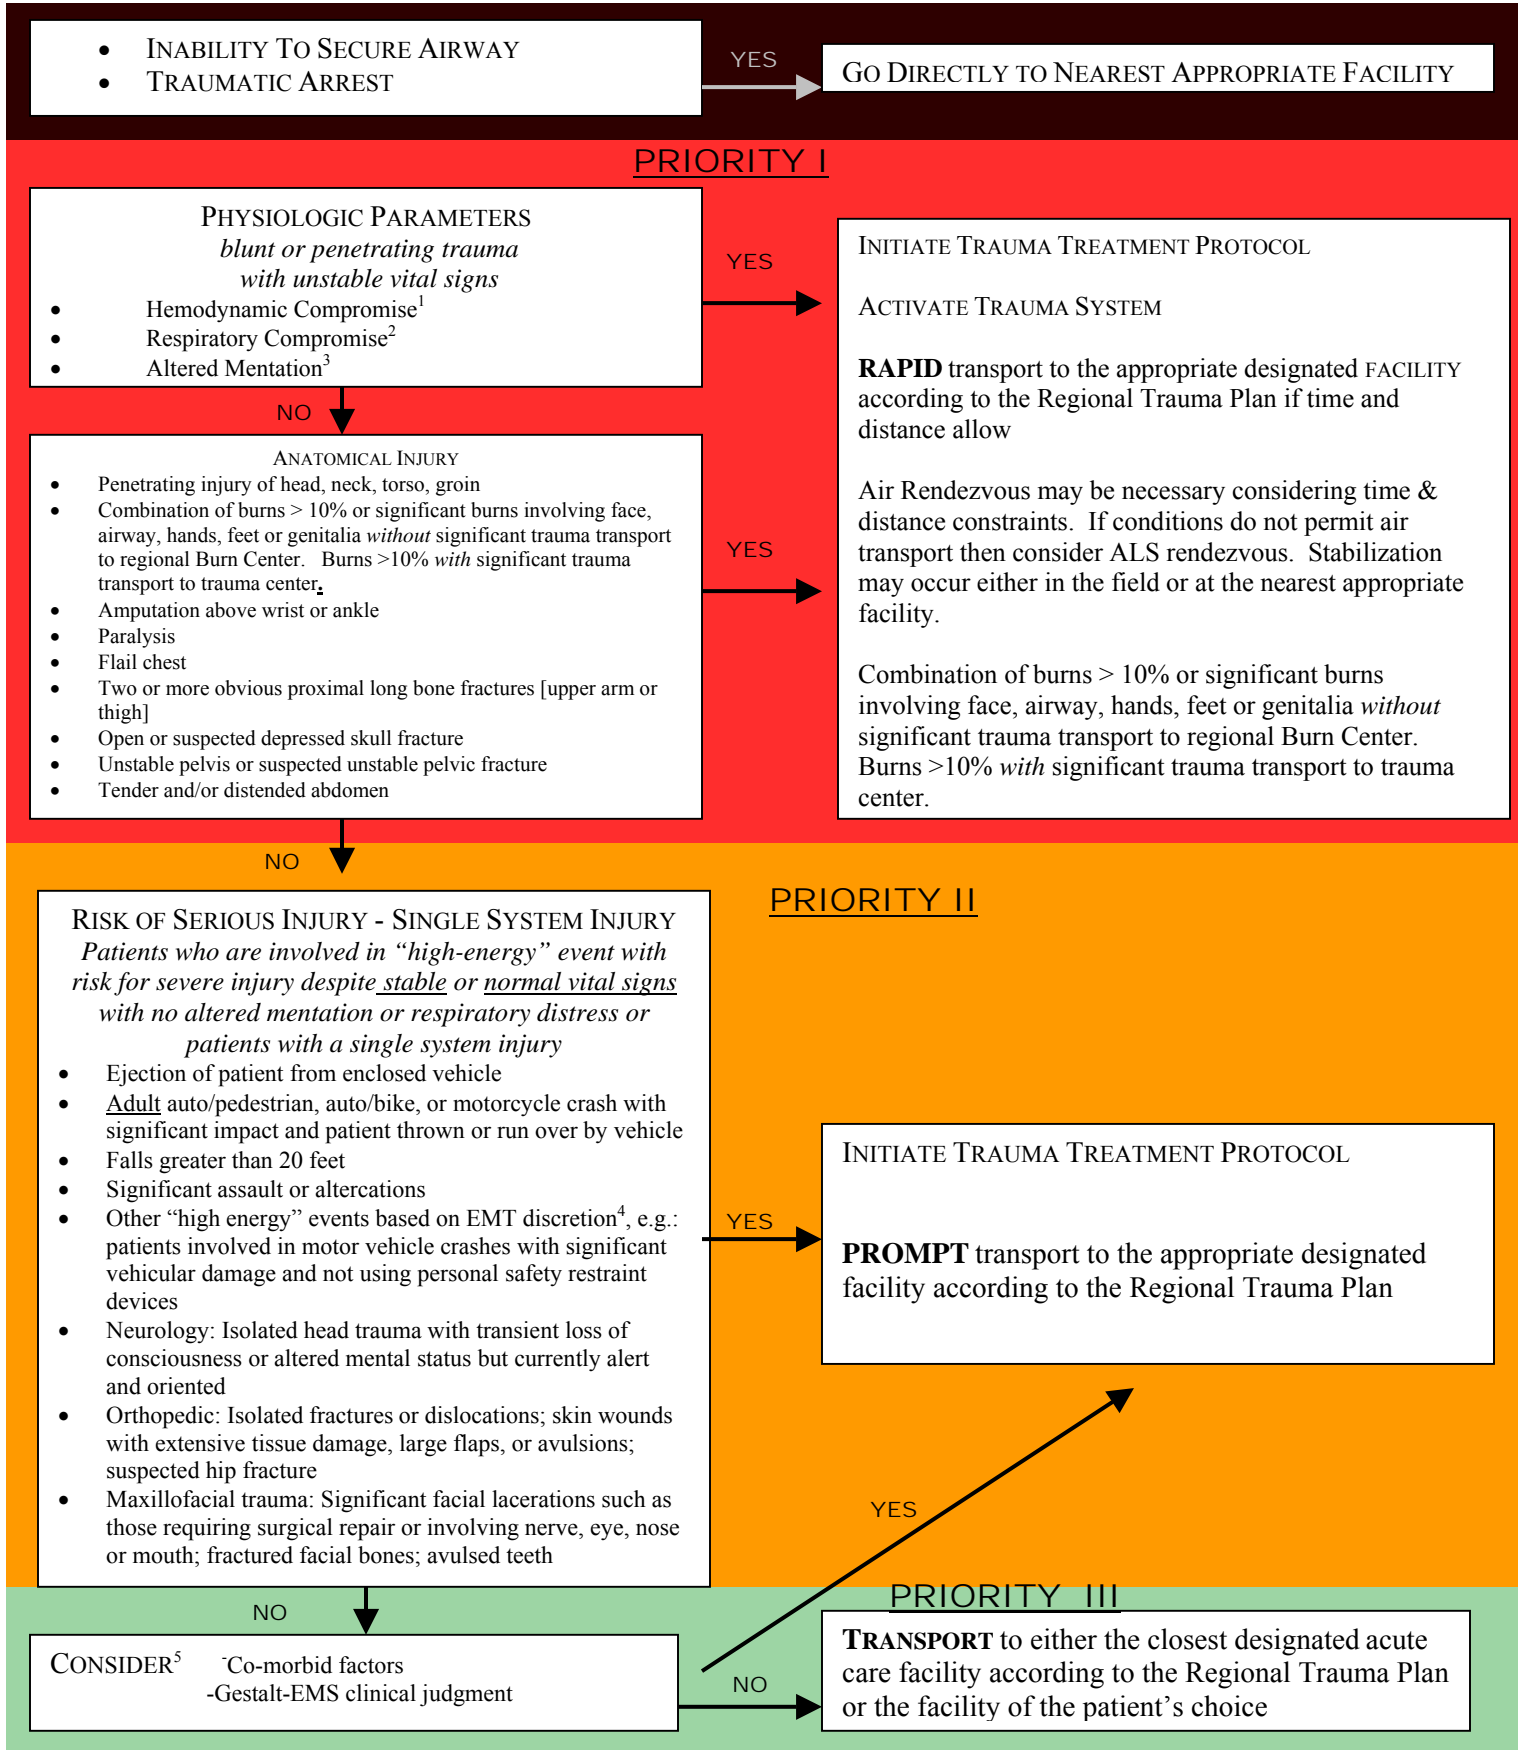 • INABILITY TO SECURE AIRWAY
• TRAUMATIC ARREST
YES
GO DIRECTLY TO NEAREST APPROPRIATE FACILITY
PRIORITY I
PHYSIOLOGIC PARAMETERS
blunt or penetrating trauma
with unstable vital signs
• Hemodynamic Compromise1
• Respiratory Compromise2
• Altered Mentation3
YES
NO
ANATOMICAL INJURY
• Penetrating injury of head, neck, torso, groin
• Combination of burns > 10% or significant burns involving face,
airway, hands, feet or genitalia without significant trauma transport
to regional Burn Center. Burns >10% with significant trauma
transport to trauma center.
• Amputation above wrist or ankle
• Paralysis
• Flail chest
• Two or more obvious proximal long bone fractures [upper arm or
thigh]
• Open or suspected depressed skull fracture
• Unstable pelvis or suspected unstable pelvic fracture
• Tender and/or distended abdomen
YES
INITIATE TRAUMA TREATMENT PROTOCOL
ACTIVATE TRAUMA SYSTEM
RAPID transport to the appropriate designated FACILITY
according to the Regional Trauma Plan if time and
distance allow
Air Rendezvous may be necessary considering time &
distance constraints. If conditions do not permit air
transport then consider ALS rendezvous. Stabilization
may occur either in the field or at the nearest appropriate
facility.
Combination of burns > 10% or significant burns
involving face, airway, hands, feet or genitalia without
significant trauma transport to regional Burn Center.
Burns >10% with significant trauma transport to trauma
center.
NO
PRIORITY II
RISK OF SERIOUS INJURY - SINGLE SYSTEM INJURY
Patients who are involved in “high-energy” event with
risk for severe injury despite stable or normal vital signs
with no altered mentation or respiratory distress or
patients with a single system injury
• Ejection of patient from enclosed vehicle
• Adult auto/pedestrian, auto/bike, or motorcycle crash with
significant impact and patient thrown or run over by vehicle
• Falls greater than 20 feet
• Significant assault or altercations
• Other “high energy” events based on EMT discretion4, e.g.:
patients involved in motor vehicle crashes with significant
vehicular damage and not using personal safety restraint
devices
• Neurology: Isolated head trauma with transient loss of
consciousness or altered mental status but currently alert
and oriented
• Orthopedic: Isolated fractures or dislocations; skin wounds
with extensive tissue damage, large flaps, or avulsions;
suspected hip fracture
• Maxillofacial trauma: Significant facial lacerations such as
those requiring surgical repair or involving nerve, eye, nose
or mouth; fractured facial bones; avulsed teeth
YES
INITIATE TRAUMA TREATMENT PROTOCOL
PROMPT transport to the appropriate designated
facility according to the Regional Trauma Plan
YES
NO
PRIORITY III
CONSIDER5 -Co-morbid factors
-Gestalt-EMS clinical judgment
NO
TRANSPORT to either the closest designated acute
care facility according to the Regional Trauma Plan
or the facility of the patient’s choice